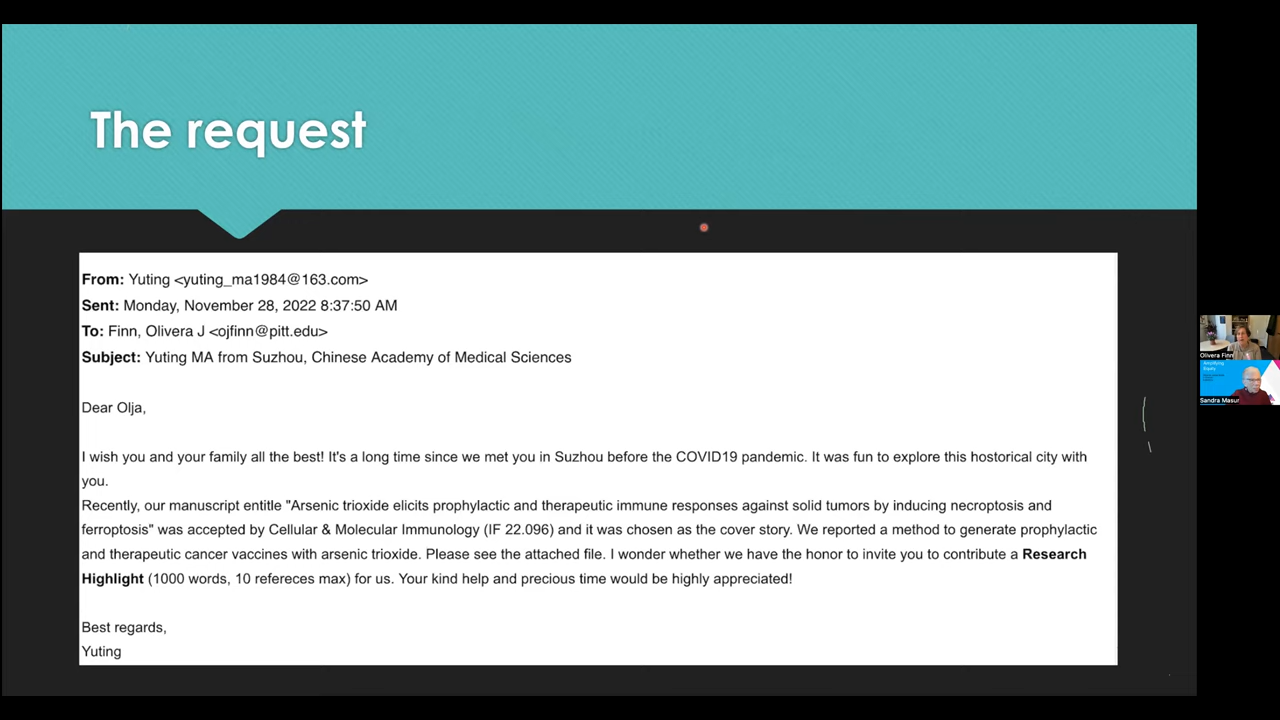 The request
From: Yuting <yuting_ma1984@163.com>
Sent: Monday, November 28, 2022 8:37:50 AM
To: Finn, Olivera J <ojfinn@pitt.edu>
Subject: Yuting MA from Suzhou, Chinese Academy of Medical Sciences
Dear Olja,
I wish you and your family all the best! It's a long time since we met you in Suzhou before the COVID19 pandemic. It was fun to explore this hostorical city with
you.
Recently, our manuscript entitle "Arsenic trioxide elicits prophylactic and therapeutic immune responses against solid tumors by inducing necroptosis and
ferroptosis" was accepted by Cellular & Molecular Immunology (IF 22.096) and it was chosen as the cover story. We reported a method to generate prophylactic
and therapeutic cancer vaccines with arsenic trioxide. Please see the attached file. I wonder whether we have the honor to invite you to contribute a Research
Highlight (1000 words, 10 refereces max) for us. Your kind help and precious time would be highly appreciated!
Best regards,
Yuting
Olivera Finn
Amplifying
Equity
Sandra Masur